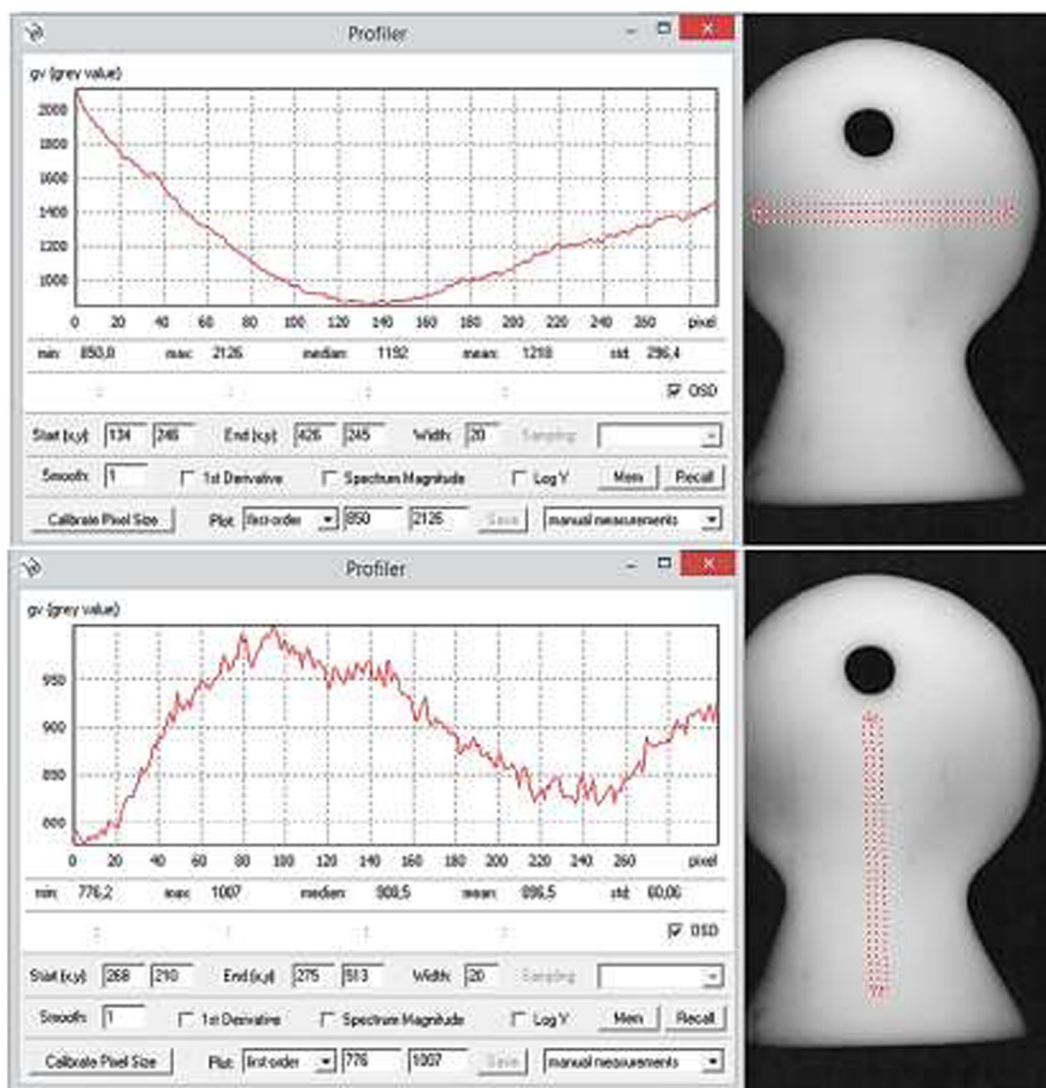 Profiler
gv (grey value)
2000
1800
1600
1400
1200
1000
0 20 40 60 80 100 120 140 160 180 200 220 240 260 pixel
min: 850,8 max: 2126 median: 1192 mean: 1218 std: 296,4
: : : : OSD
Start (x,y): 134 246 End (x,y): 426 245 Width: 20 Sampling:
Smooth: 1 1st Derivative Spectrum Magnitude Log Y Mem Recall
Calibrate Pixel Size Plot: first-order 850 2126 Save manual measurements
Profiler
gv (grey value)
950
900
850
800
0 20 40 60 80 100 120 140 160 180 200 220 240 260 pixel
min: 776,2 max: 1007 median: 908,5 mean: 896,5 std: 60,06
: : : : OSD
Start (x,y): 268 210 End (x,y): 275 513 Width: 20 Sampling:
Smooth: 1 1st Derivative Spectrum Magnitude Log Y Mem Recall
Calibrate Pixel Size Plot: first-order 776 1007 Save manual measurements